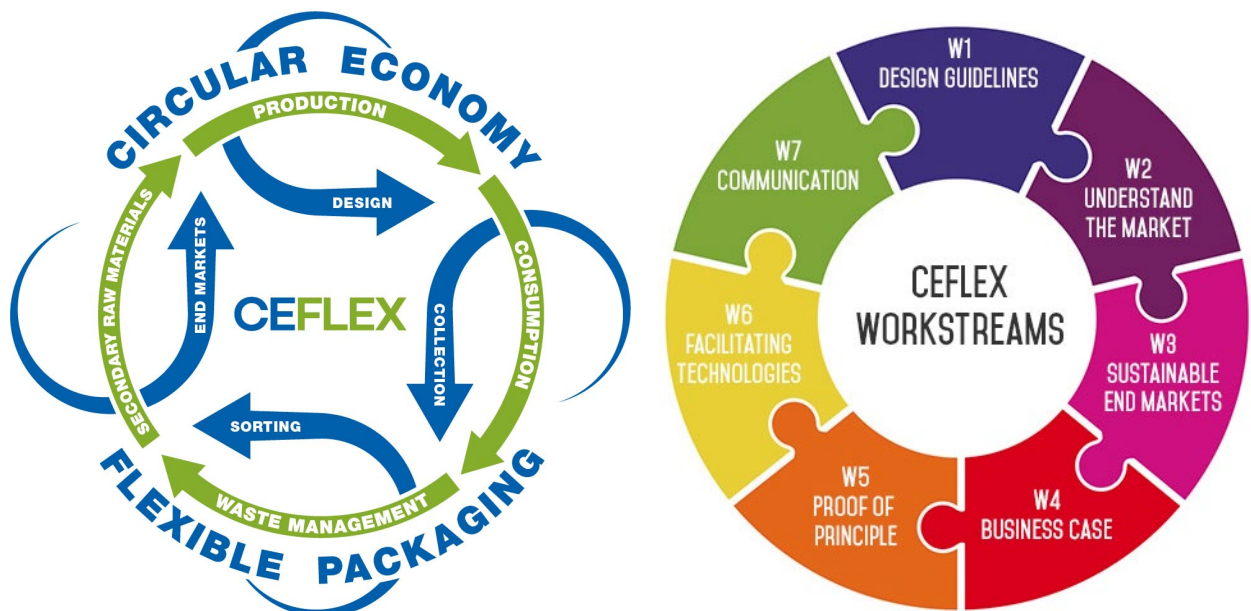 CIRCULAR ECONOMY
PRODUCTION
DESIGN
CONSUMPTION
COLLECTION
SECONDARY RAW MATERIALS
END MARKETS
CEFLEX
SORTING
WASTE MANAGEMENT
FLEXIBLE PACKAGING
W1
DESIGN GUIDELINES
W2
UNDERSTAND
THE MARKET
W3
SUSTAINABLE
END MARKETS
W4
BUSINESS CASE
W5
PROOF OF
PRINCIPLE
W6
FACILITATING
TECHNOLOGIES
W7
COMMUNICATION
CEFLEX
WORKSTREAMS